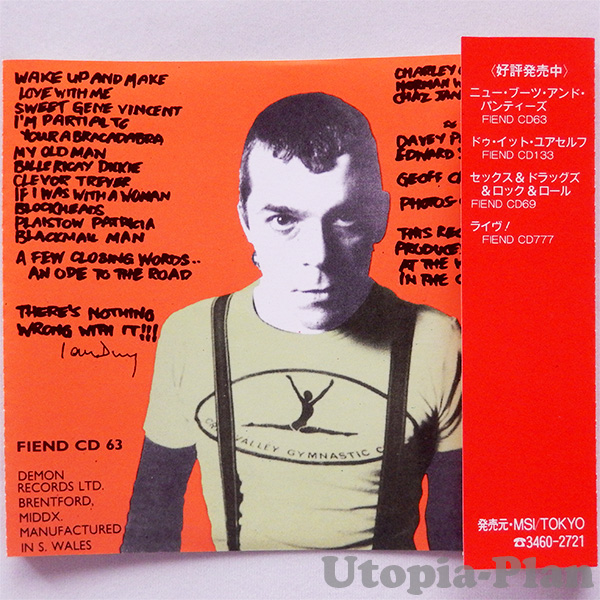 WAKE UP AND MAKE
LOVE WITH ME
SWEET GENE VINCENT
I'M PARTIAL TO
YOUR ABRACADABRA
MY OLD MAN
BILLERICAY DICKIE
CLEVOR TREVER
IF I WAS WITH A WOMAN
BLOCKHEADS
PLAISTOW PATRICIA
BLACKMAIL MAN
A FEW CLOSING WORDS..
AN ODE TO THE ROAD
THERE'S NOTHING
WRONG WITH IT!!!
Ian Dury
FIEND CD 63
DEMON
RECORDS LTD.
BRENTFORD,
MIDDX.
MANUFACTURED
IN S. WALES
CHARLEY
NORMAN
CHAZ
DAVEY
EDWARD
GEOFF
PHOTOS
THIS
AT THE
IN THE
VALLEY GYMNASTIC
〈好評発売中〉
ニュー・ブーツ・アンド・
パンティーズ
FIEND CD63
ドゥ・イット・ユアセルフ
FIEND CD133
セックス&ドラッグズ
&ロック&ロール
FIEND CD69
ライヴ!
FIEND CD777
発売元・MSI/TOKYO
☎3460-2721
Utopia-Plan